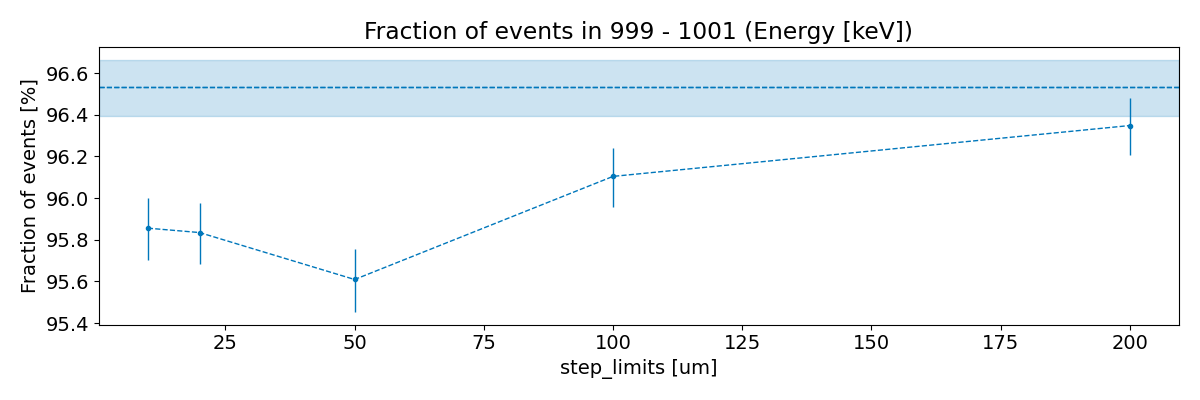 Fraction of events in 999 - 1001 (Energy [keV])
Fraction of events [%]
96.6
96.4
96.2
96.0
95.8
95.6
95.4
25 50 75 100 125 150 175 200
step_limits [um]